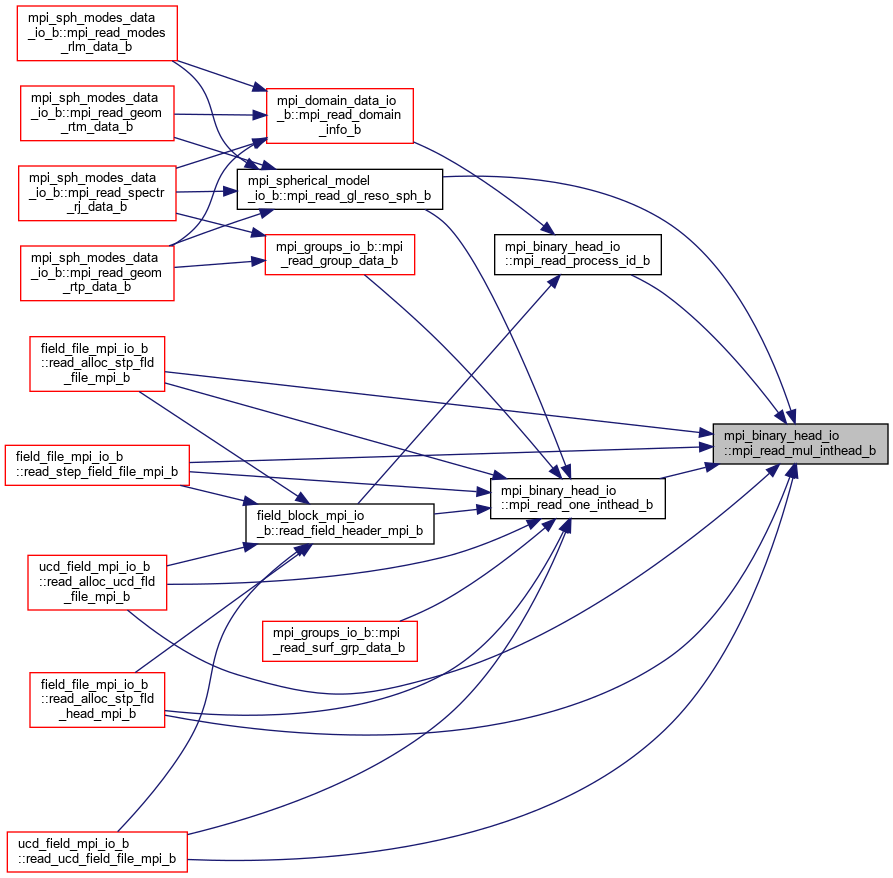 mpi_sph_modes_data
_io_b::mpi_read_modes
_rlm_data_b
mpi_sph_modes_data
_io_b::mpi_read_geom
_rtm_data_b
mpi_sph_modes_data
_io_b::mpi_read_spectr
_rj_data_b
mpi_sph_modes_data
_io_b::mpi_read_geom
_rtp_data_b
mpi_domain_data_io
_b::mpi_read_domain
_info_b
mpi_spherical_model
_io_b::mpi_read_gl_reso_sph_b
mpi_groups_io_b::mpi
_read_group_data_b
mpi_binary_head_io
::mpi_read_process_id_b
field_file_mpi_io_b
::read_alloc_stp_fld
_file_mpi_b
field_file_mpi_io_b
::read_step_field_file_mpi_b
mpi_binary_head_io
::mpi_read_mul_inthead_b
mpi_binary_head_io
::mpi_read_one_inthead_b
field_block_mpi_io
_b::read_field_header_mpi_b
ucd_field_mpi_io_b
::read_alloc_ucd_fld
_file_mpi_b
mpi_groups_io_b::mpi
_read_surf_grp_data_b
field_file_mpi_io_b
::read_alloc_stp_fld
_head_mpi_b
ucd_field_mpi_io_b
::read_ucd_field_file_mpi_b